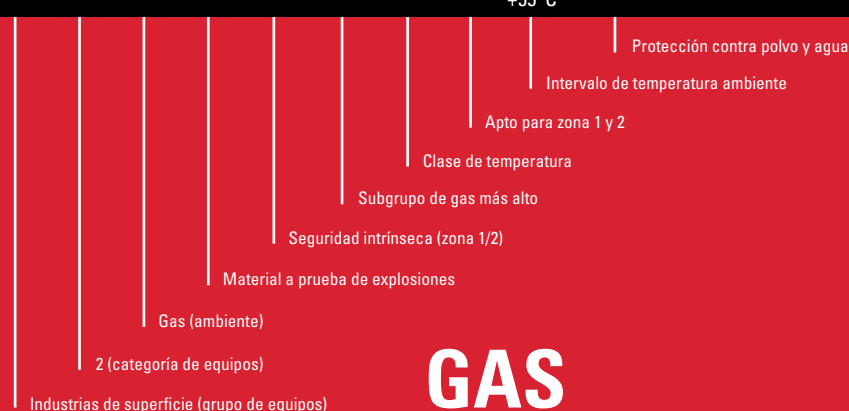 +55°C
Protección contra polvo y agua
Intervalo de temperatura ambiente
Apto para zona 1 y 2
Clase de temperatura
Subgrupo de gas más alto
Seguridad intrínseca (zona 1/2)
Material a prueba de explosiones
Gas (ambiente)
2 (categoría de equipos)
Industrias de superficie (grupo de equipos)
GAS